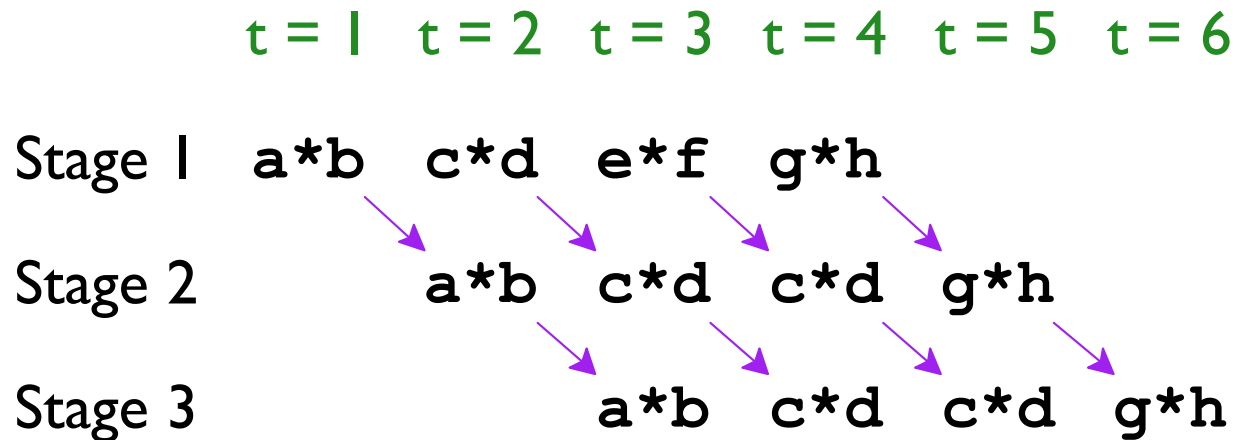 t = 1 t = 2 t = 3 t = 4 t = 5 t = 6
Stage 1 a*b c*d e*f g*h
Stage 2 a*b c*d c*d g*h
Stage 3 a*b c*d c*d g*h